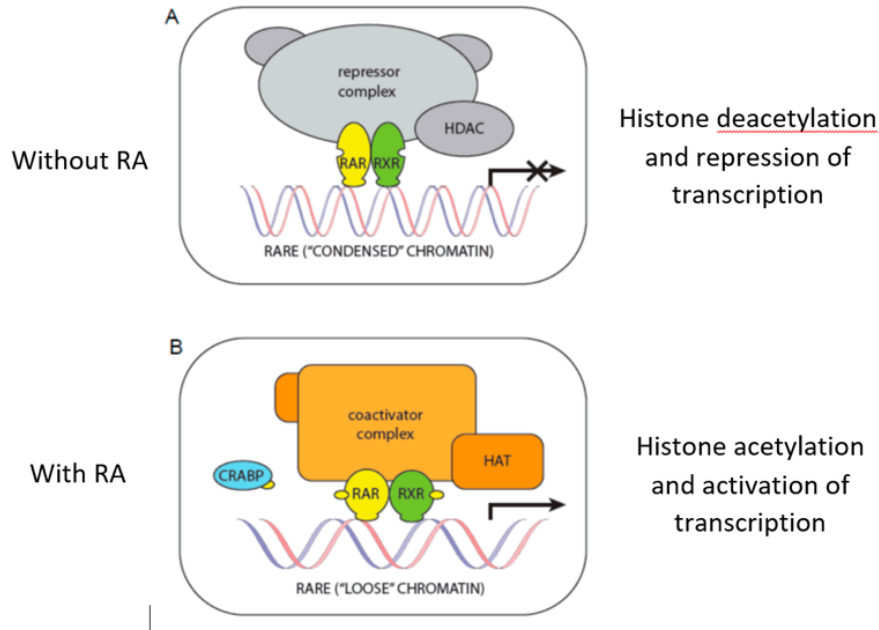 A
repressor
complex
HDAC
RAR
RXR
RARE ("CONDENSED" CHROMATIN)
Without RA
Histone deacetylation
and repression of
transcription
B
coactivator
complex
HAT
CRABP
RAR
RXR
RARE ("LOOSE" CHROMATIN)
With RA
Histone acetylation
and activation of
transcription